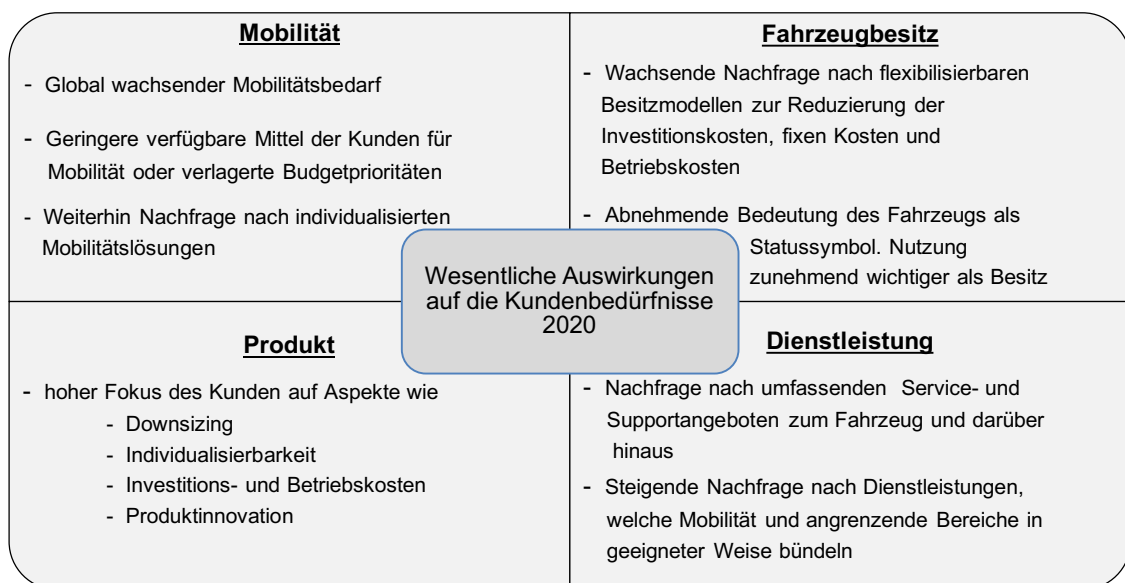 Mobilität
- Global wachsender Mobilitätsbedarf
- Geringere verfügbare Mittel der Kunden für
Mobilität oder verlagerte Budgetprioritäten
- Weiterhin Nachfrage nach individualisierten
Mobilitätslösungen
Fahrzeugbesitz
- Wachsende Nachfrage nach flexibilisierbaren
Besitzmodellen zur Reduzierung der
Investitionskosten, fixen Kosten und
Betriebskosten
- Abnehmende Bedeutung des Fahrzeugs als
Statussymbol. Nutzung
zunehmend wichtiger als Besitz
Wesentliche Auswirkungen
auf die Kundenbedürfnisse
2020
Produkt
- hoher Fokus des Kunden auf Aspekte wie
- Downsizing
- Individualisierbarkeit
- Investitions- und Betriebskosten
- Produktinnovation
Dienstleistung
- Nachfrage nach umfassenden Service- und
Supportangeboten zum Fahrzeug und darüber
hinaus
- Steigende Nachfrage nach Dienstleistungen,
welche Mobilität und angrenzende Bereiche in
geeigneter Weise bündeln